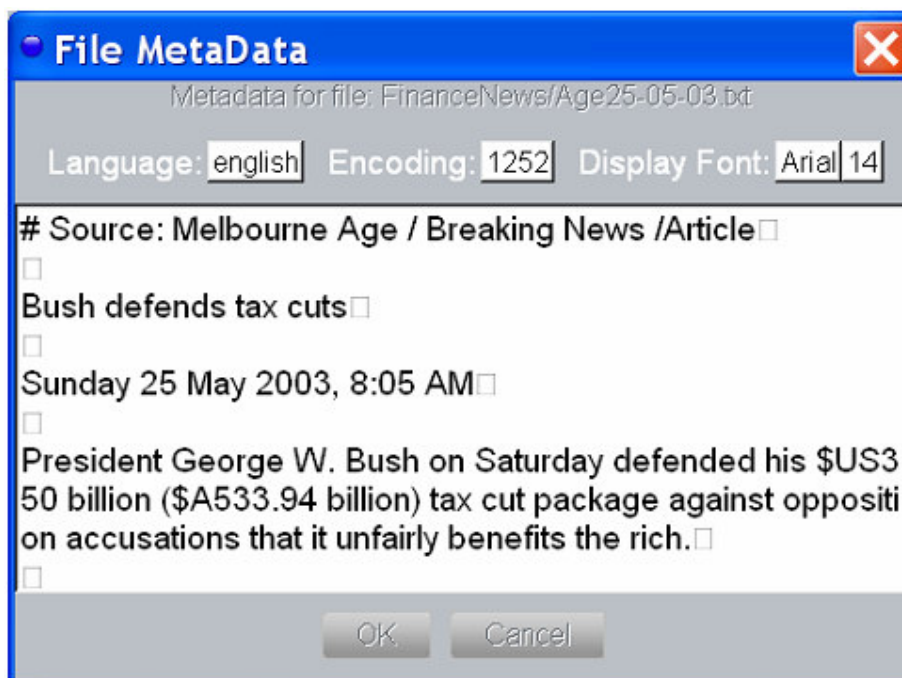 File MetaData
Metadata for file: FinanceNews/Age25-05-03.txt
Language: english Encoding: 1252 Display Font: Arial 14
# Source: Melbourne Age / Breaking News /Article□
□
Bush defends tax cuts□
□
Sunday 25 May 2003, 8:05 AM□
□
President George W. Bush on Saturday defended his $US3
50 billion ($A533.94 billion) tax cut package against oppositi
on accusations that it unfairly benefits the rich.□
□
OK Cancel